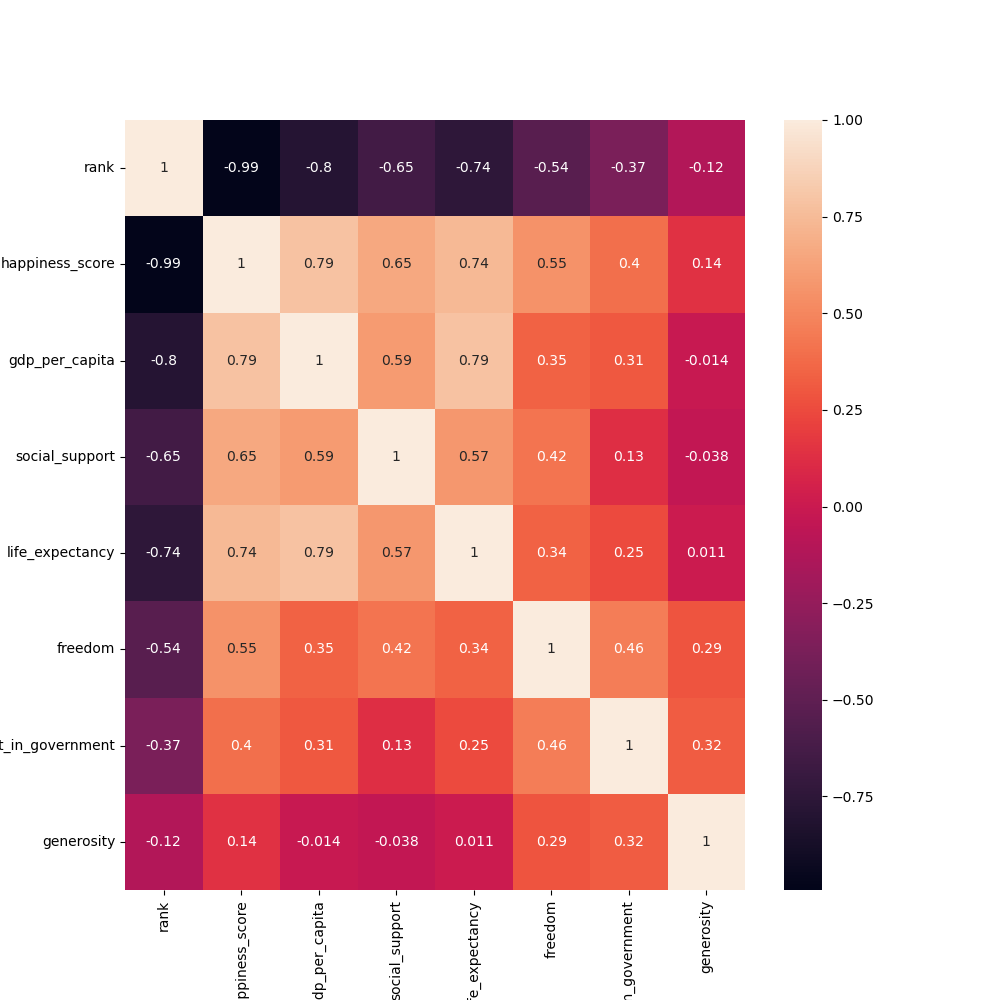 1.00
rank 1 -0.99 -0.8 -0.65 -0.74 -0.54 -0.37 -0.12
0.75
happiness_score -0.99 1 0.79 0.65 0.74 0.55 0.4 0.14
gdp_per_capita -0.8 0.79 1 0.59 0.79 0.35 0.31 -0.014
0.50
0.25
social_support -0.65 0.65 0.59 1 0.57 0.42 0.13 -0.038
0.00
life_expectancy -0.74 0.74 0.79 0.57 1 0.34 0.25 0.011
−0.25
freedom -0.54 0.55 0.35 0.42 0.34 1 0.46 0.29
−0.50
t_in_government -0.37 0.4 0.31 0.13 0.25 0.46 1 0.32
−0.75
generosity -0.12 0.14 -0.014 -0.038 0.011 0.29 0.32 1
rank
ppiness_score
dp_per_capita
social_support
fe_expectancy
freedom
n_government
generosity